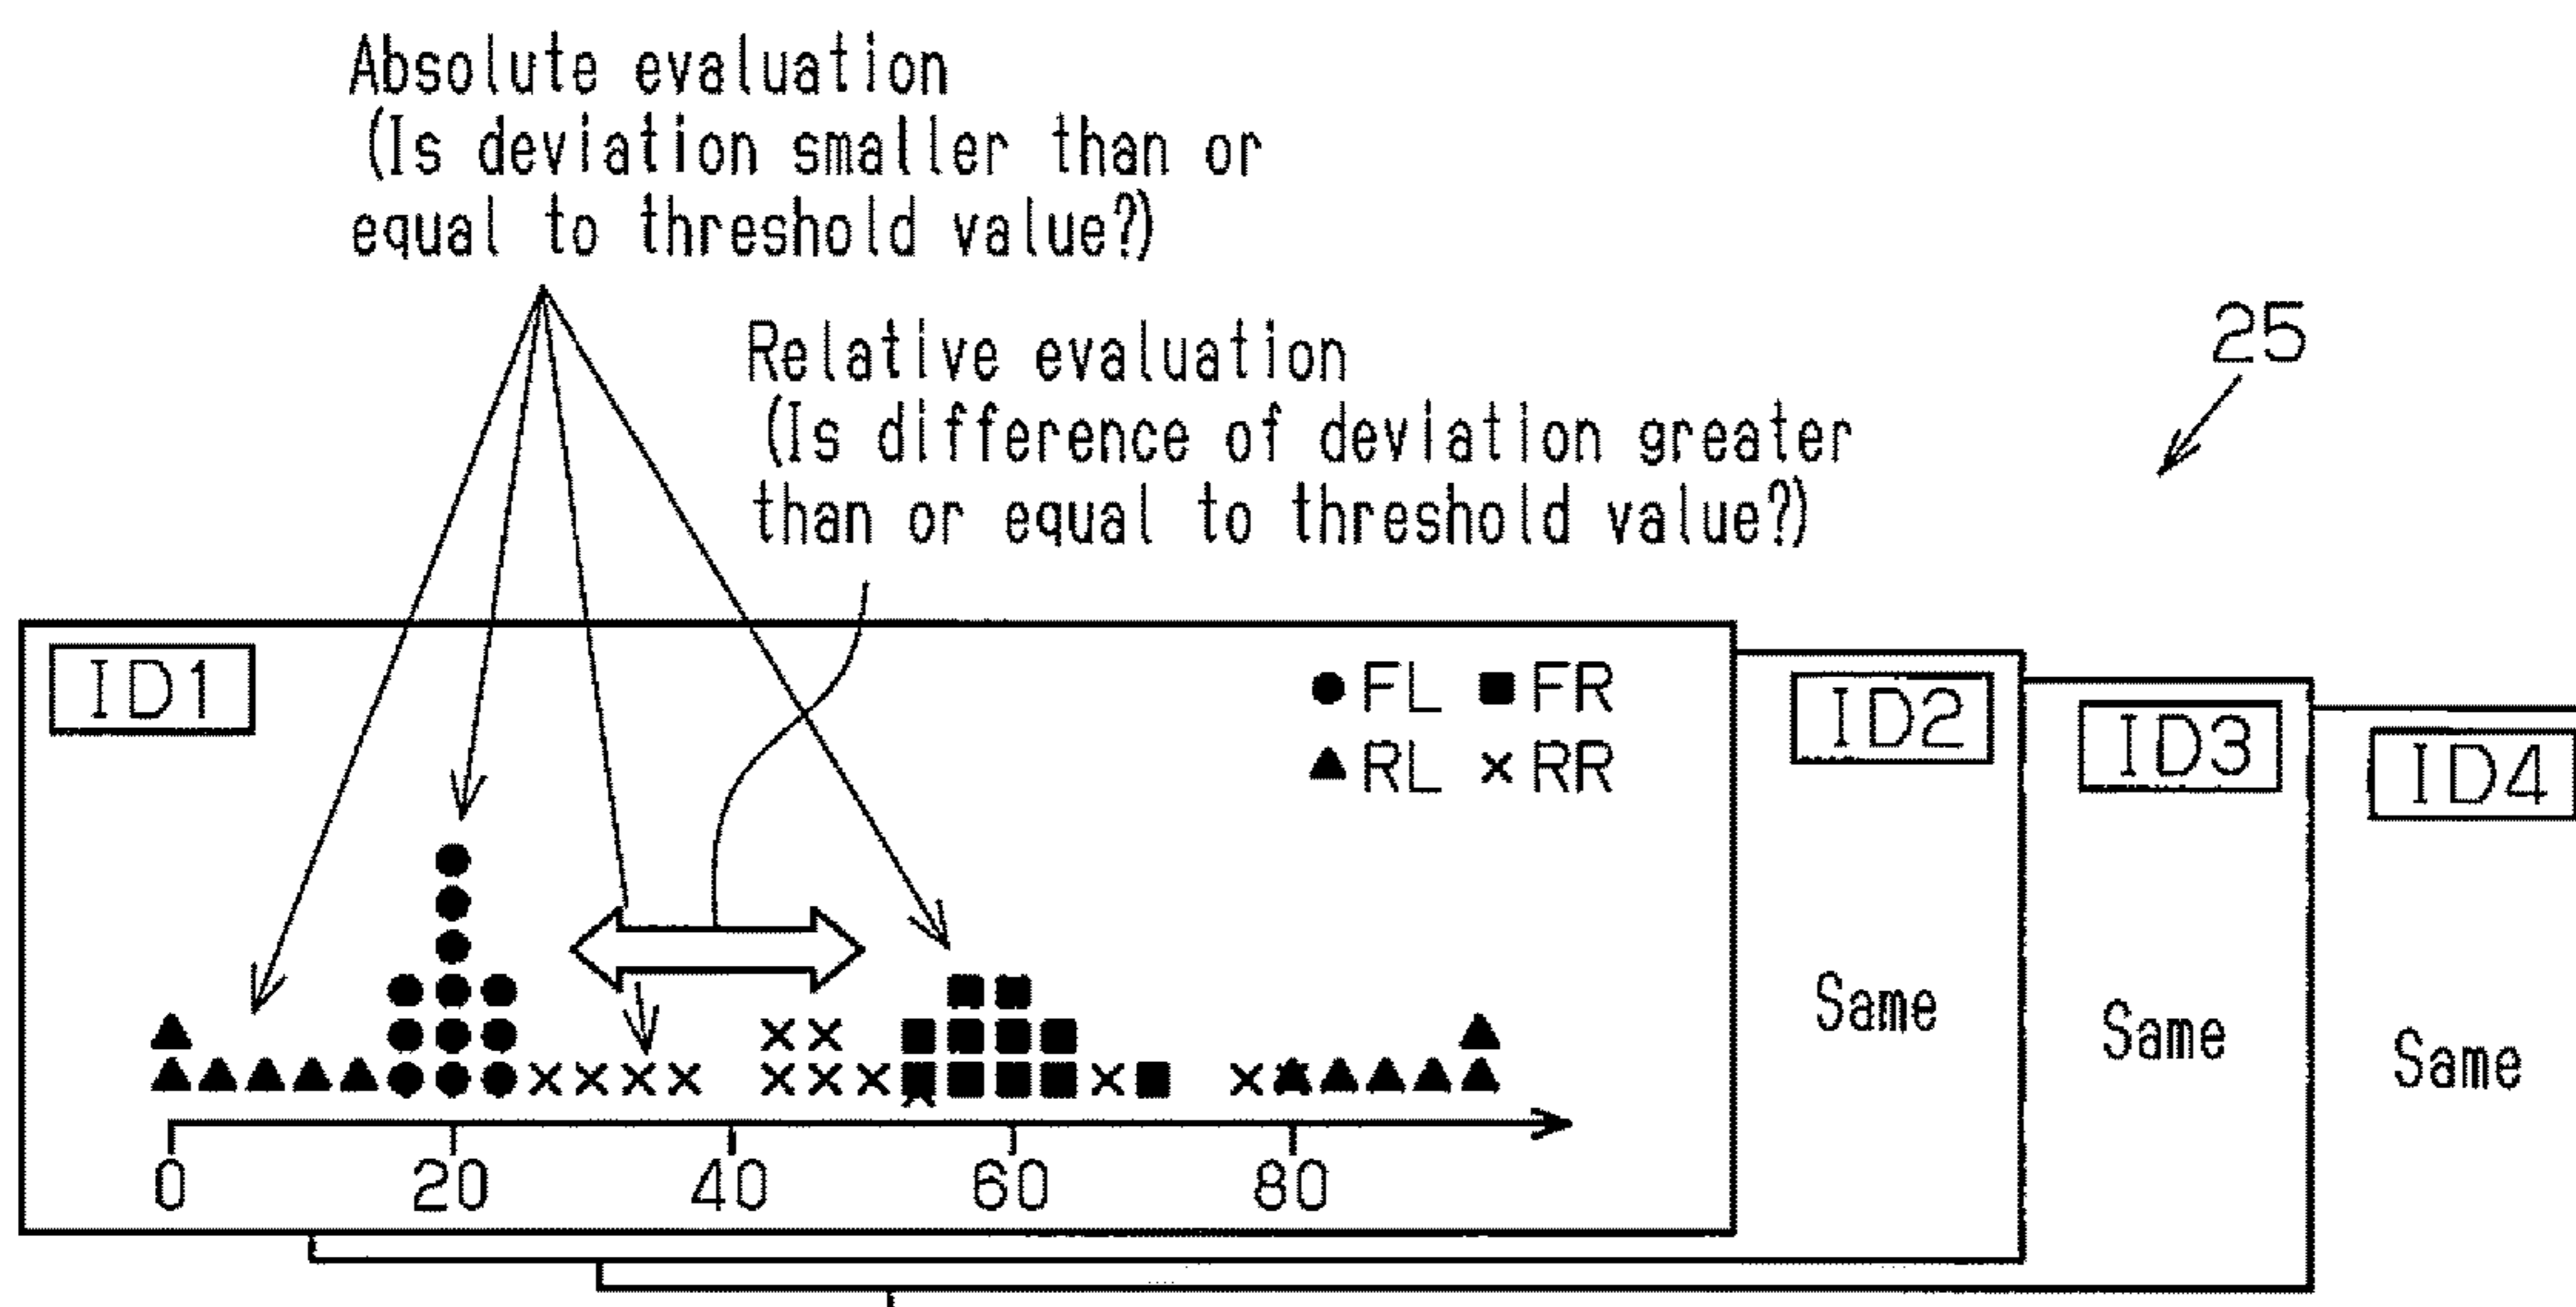 Absolute evaluation
(Is deviation smaller than or
equal to threshold value?)
Relative evaluation
(Is difference of deviation greater
than or equal to threshold value?)
25
ID1
FL FR
RL RR
ID2
ID3
ID4
Same
Same
Same
0 20 40 60 80